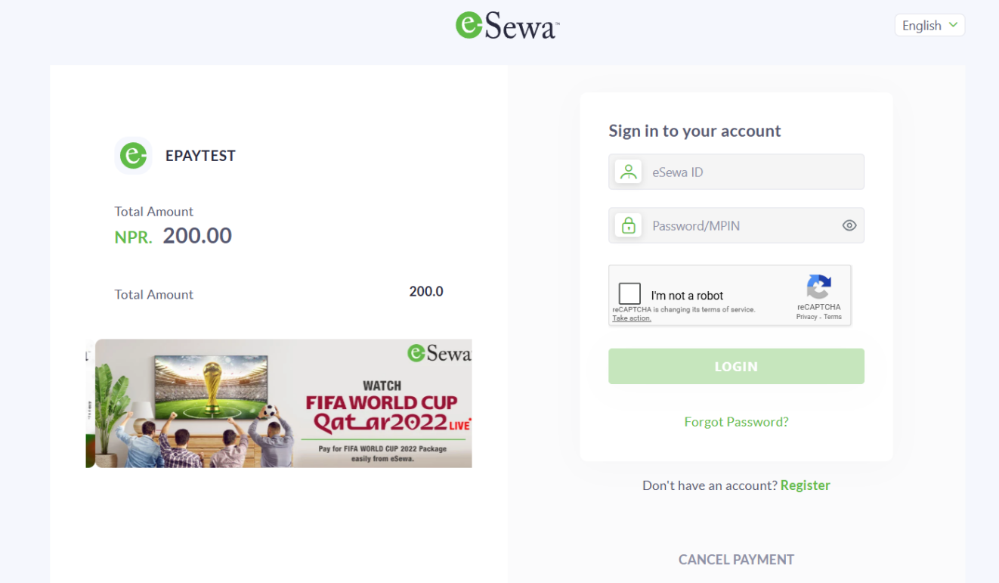 e-Sewa™
English
EPAYTEST
Total Amount
NPR. 200.00
Total Amount 200.0
e-Sewa
WATCH
FIFA WORLD CUP
Qatar2022 LIVE
Pay for FIFA WORLD CUP 2022 Package
easily from eSewa.
Sign in to your account
eSewa ID
Password/MPIN
I'm not a robot
reCAPTCHA is changing its terms of service.
Take action.
reCAPTCHA
Privacy - Terms
LOGIN
Forgot Password?
Don't have an account? Register
CANCEL PAYMENT